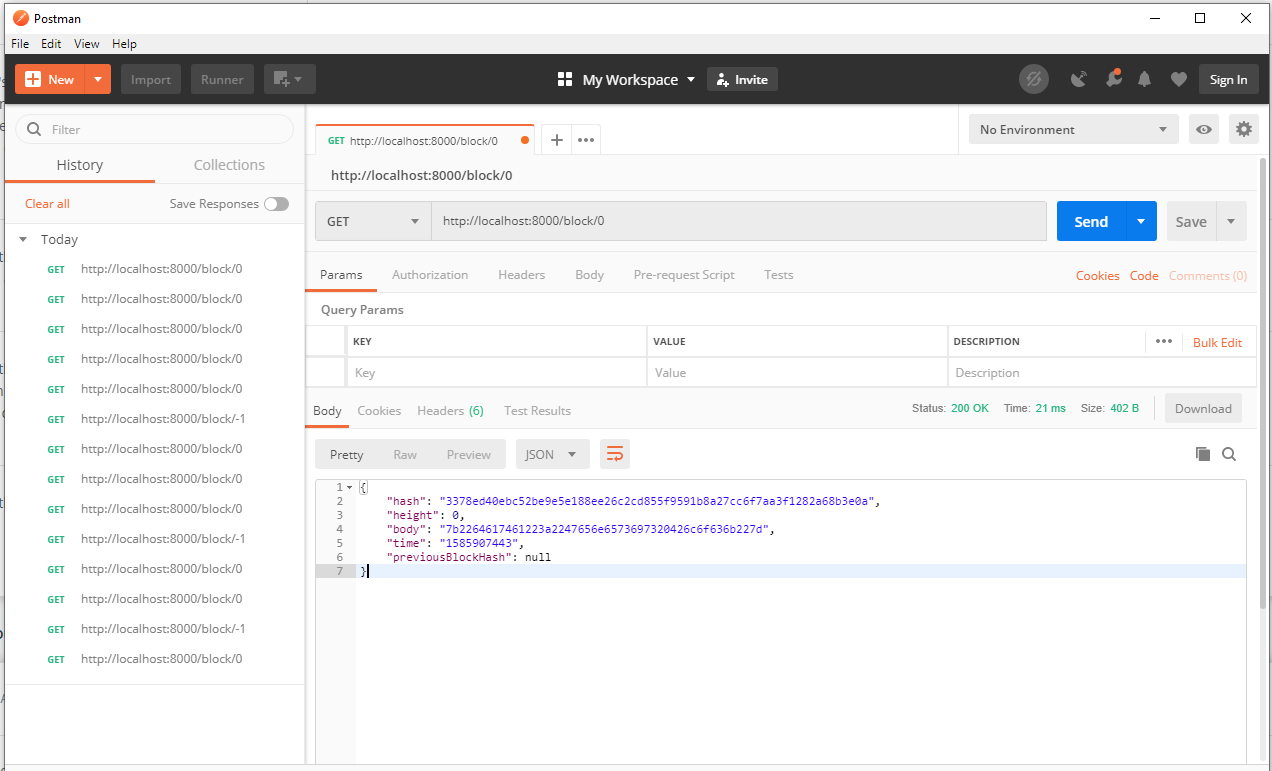 Postman
File Edit View Help
New Import Runner My Workspace Invite Sign In
Filter
History Collections
Clear all Save Responses
Today
GET http://localhost:8000/block/0
GET http://localhost:8000/block/0
GET http://localhost:8000/block/0
GET http://localhost:8000/block/0
GET http://localhost:8000/block/0
GET http://localhost:8000/block/-1
GET http://localhost:8000/block/0
GET http://localhost:8000/block/0
GET http://localhost:8000/block/0
GET http://localhost:8000/block/-1
GET http://localhost:8000/block/0
GET http://localhost:8000/block/0
GET http://localhost:8000/block/-1
GET http://localhost:8000/block/0
GET http://localhost:8000/block/0
No Environment
http://localhost:8000/block/0
GET http://localhost:8000/block/0 Send Save
Params Authorization Headers Body Pre-request Script Tests Cookies Code Comments (0)
Query Params
KEY VALUE DESCRIPTION Bulk Edit
Key Value Description
Body Cookies Headers (6) Test Results Status: 200 OK Time: 21 ms Size: 402 B Download
Pretty Raw Preview JSON
1 {
2 "hash": "3378ed40ebc52be9e5e188ee26c2cd855f9591b8a27cc6f7aa3f1282a68b3e0a",
3 "height": 0,
4 "body": "7b2264617461223a2247656e6573697320426c6f636b227d",
5 "time": "1585907443",
6 "previousBlockHash": null
7 }